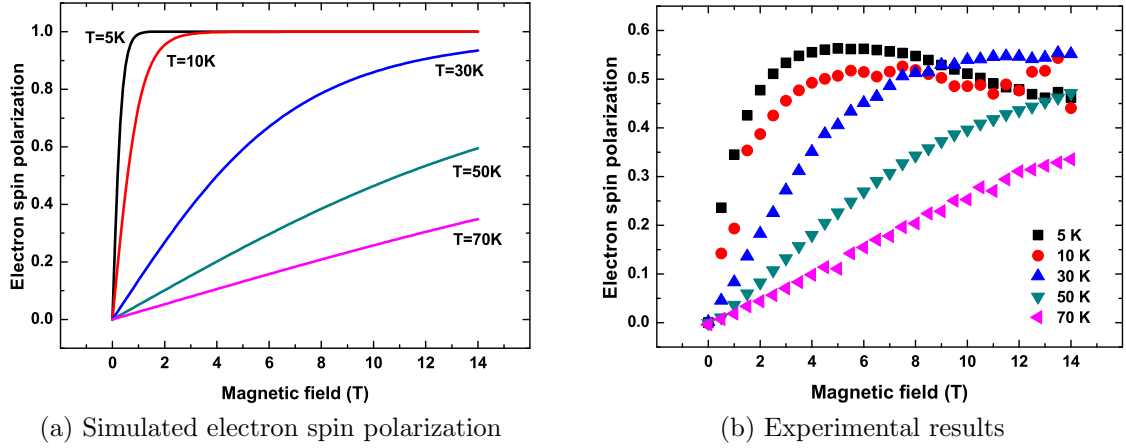 1.0
0.8
0.6
0.4
0.2
0.0
Electron spin polarization
T=5K
T=10K
T=30K
T=50K
T=70K
0 2 4 6 8 10 12 14
Magnetic field (T)
(a) Simulated electron spin polarization
0.6
0.5
0.4
0.3
0.2
0.1
0.0
Electron spin polarization
5 K
10 K
30 K
50 K
70 K
0 2 4 6 8 10 12 14
Magnetic field (T)
(b) Experimental results